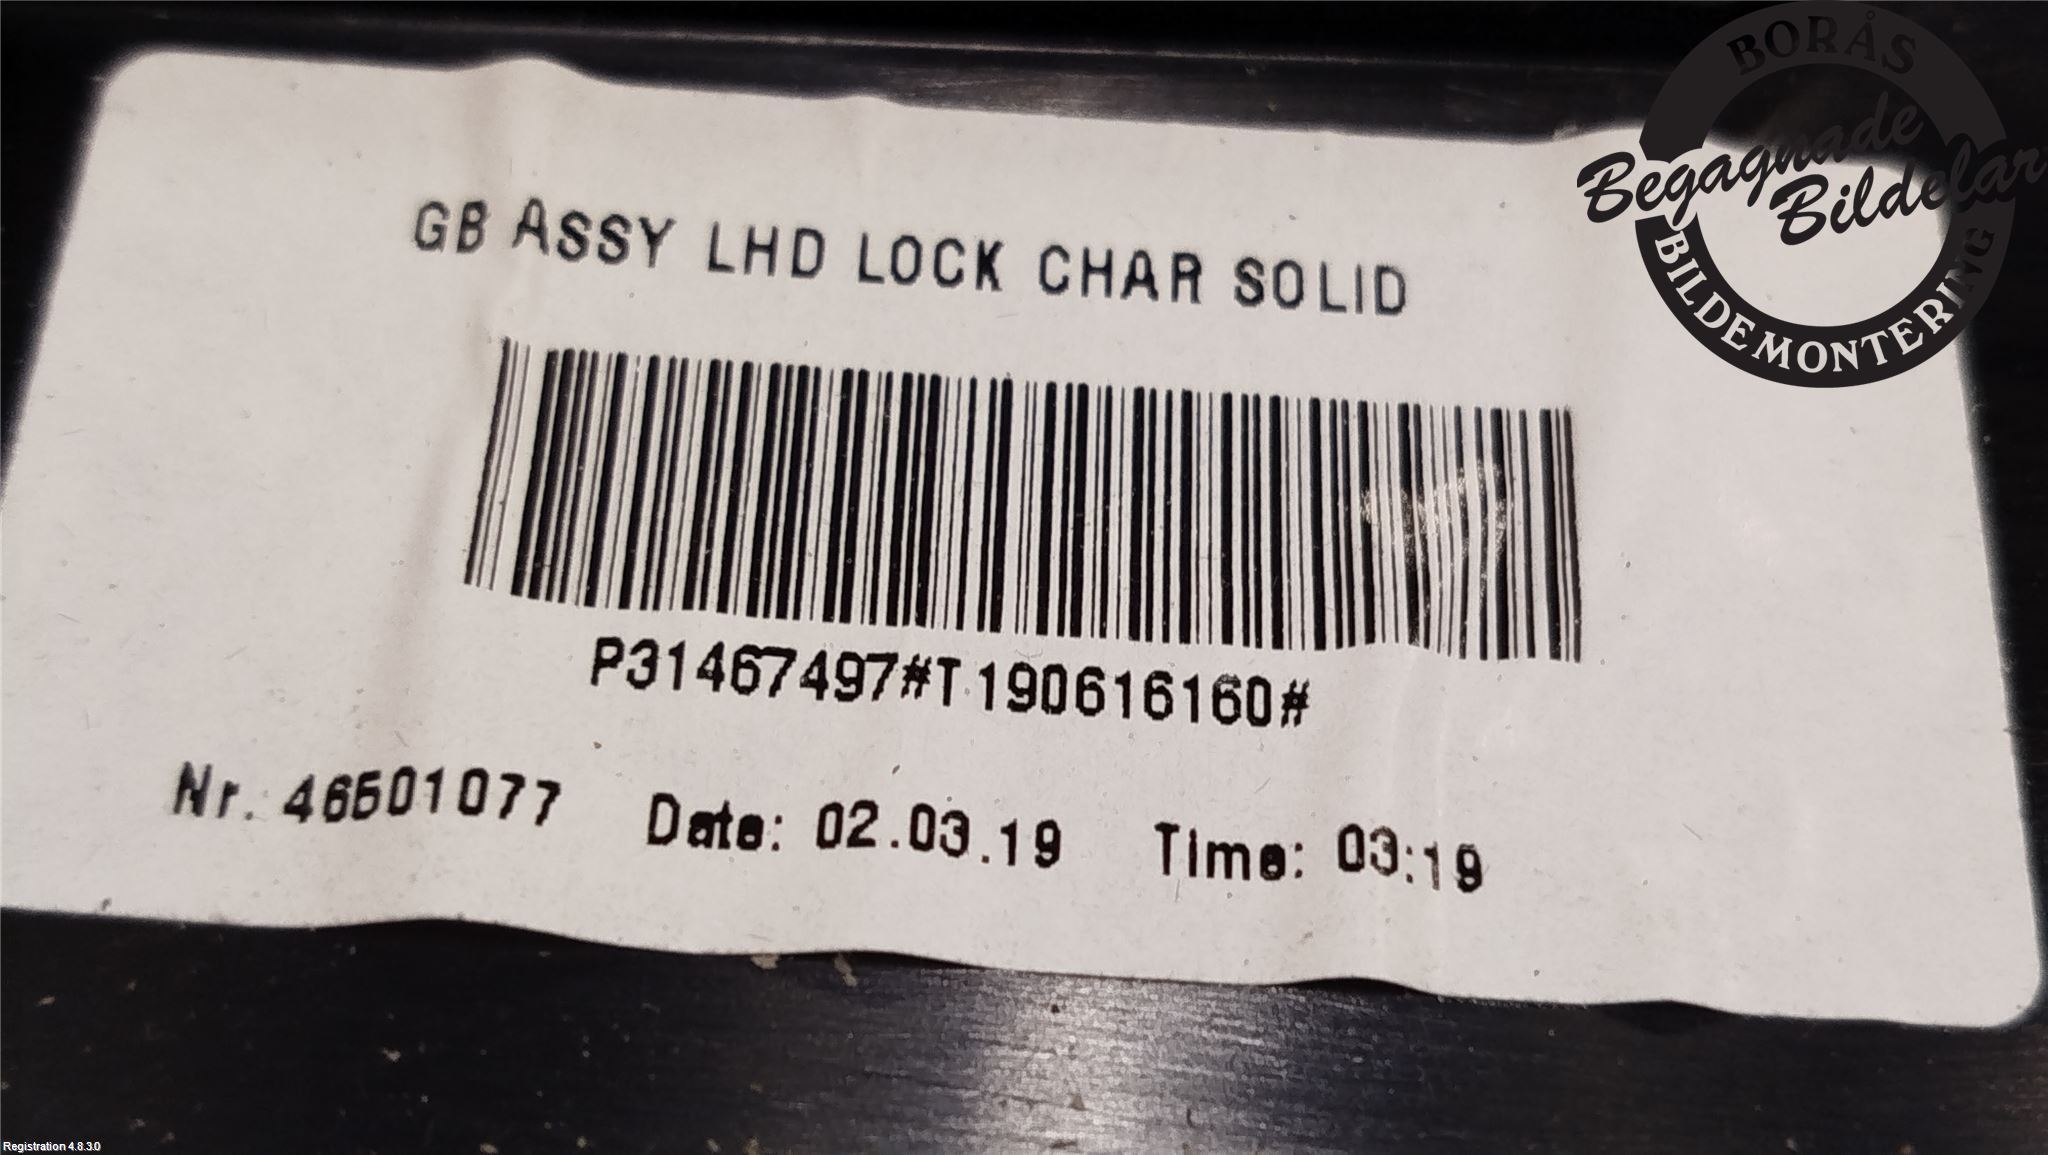 BORÅS
Begagnade
Bildelar
BILDEMONTERING
GB ASSY LHD LOCK CHAR SOLID
P31467497#T190616160#
Nr. 46501077 Date: 02.03.19 Time: 03:19
Registration 4.8.3.0